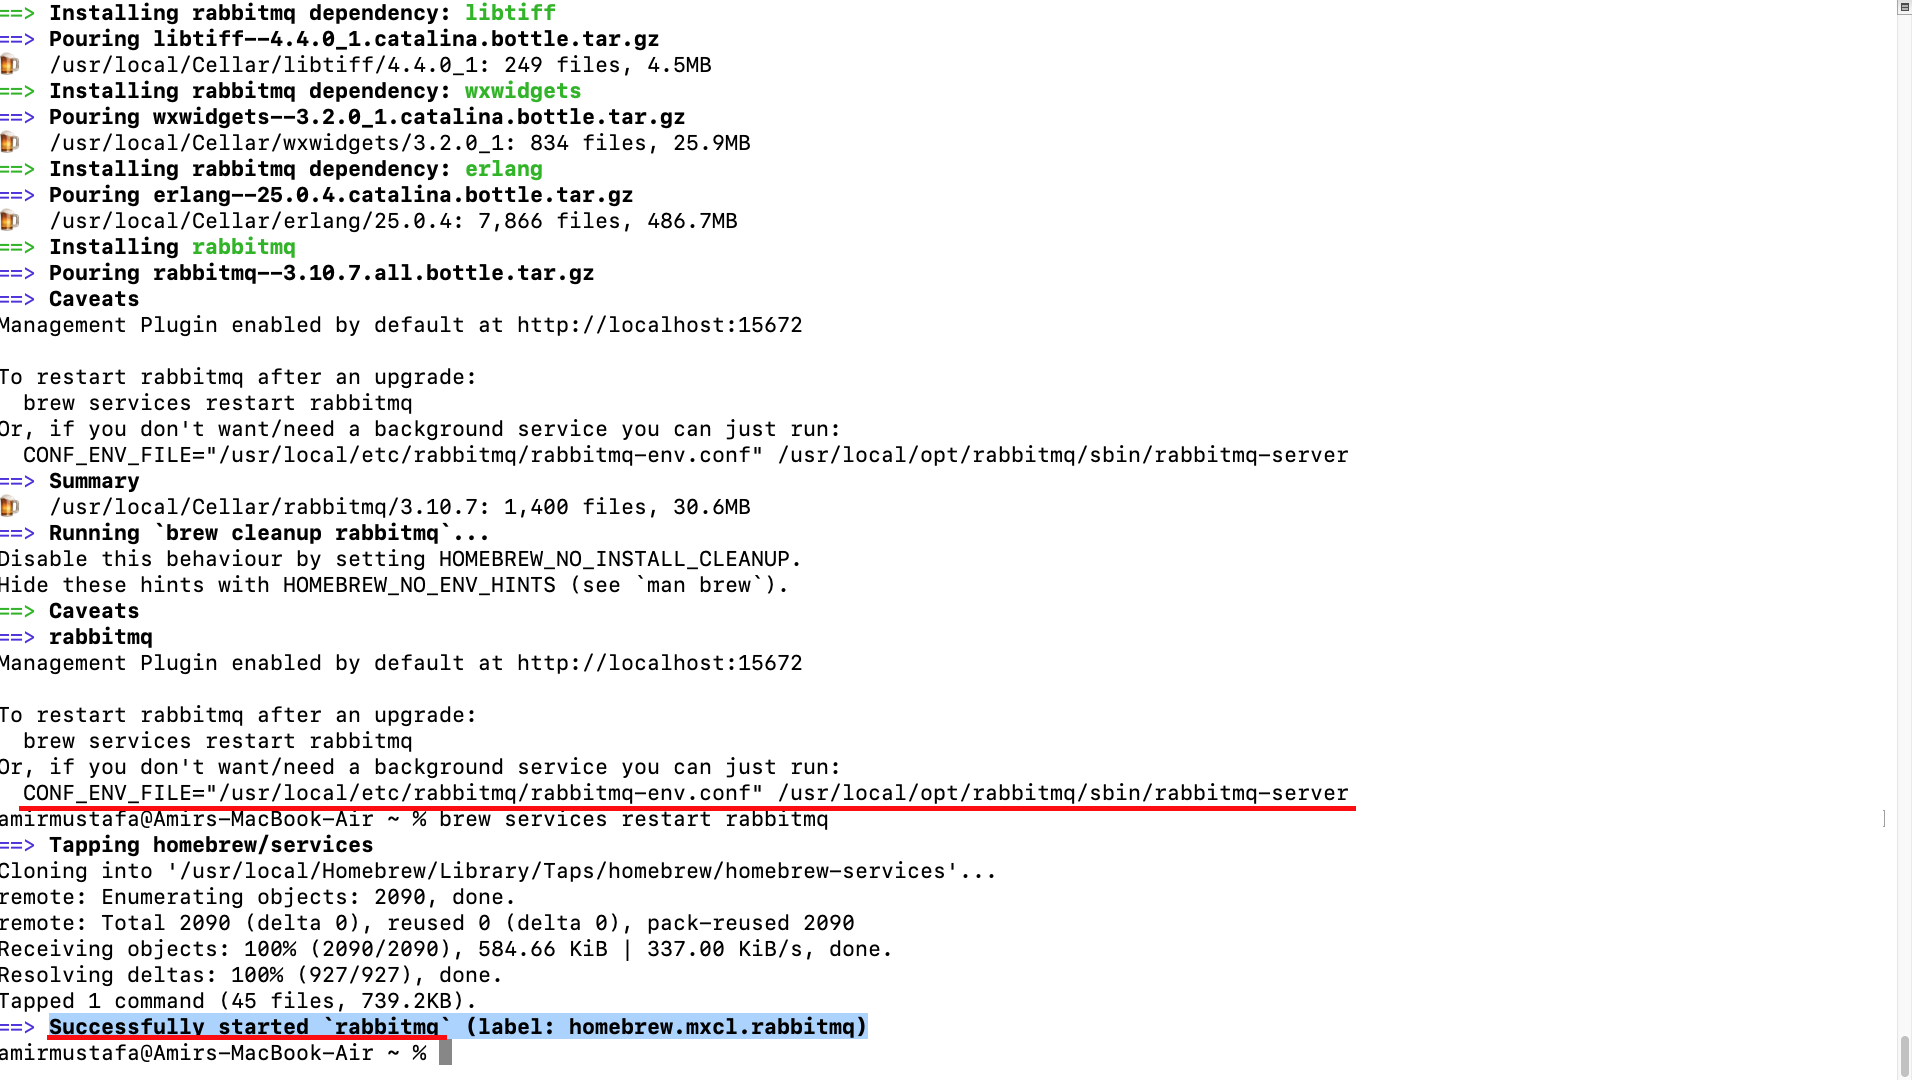 ==> Installing rabbitmq dependency: libtiff
==> Pouring libtiff--4.4.0_1.catalina.bottle.tar.gz
/usr/local/Cellar/libtiff/4.4.0_1: 249 files, 4.5MB
==> Installing rabbitmq dependency: wxwidgets
==> Pouring wxwidgets--3.2.0_1.catalina.bottle.tar.gz
/usr/local/Cellar/wxwidgets/3.2.0_1: 834 files, 25.9MB
==> Installing rabbitmq dependency: erlang
==> Pouring erlang--25.0.4.catalina.bottle.tar.gz
/usr/local/Cellar/erlang/25.0.4: 7,866 files, 486.7MB
==> Installing rabbitmq
==> Pouring rabbitmq--3.10.7.all.bottle.tar.gz
==> Caveats
Management Plugin enabled by default at http://localhost:15672
To restart rabbitmq after an upgrade:
brew services restart rabbitmq
Or, if you don't want/need a background service you can just run:
CONF_ENV_FILE="/usr/local/etc/rabbitmq/rabbitmq-env.conf" /usr/local/opt/rabbitmq/sbin/rabbitmq-server
==> Summary
/usr/local/Cellar/rabbitmq/3.10.7: 1,400 files, 30.6MB
==> Running `brew cleanup rabbitmq`...
Disable this behaviour by setting HOMEBREW_NO_INSTALL_CLEANUP.
Hide these hints with HOMEBREW_NO_ENV_HINTS (see `man brew`).
==> Caveats
==> rabbitmq
Management Plugin enabled by default at http://localhost:15672
To restart rabbitmq after an upgrade:
brew services restart rabbitmq
Or, if you don't want/need a background service you can just run:
CONF_ENV_FILE="/usr/local/etc/rabbitmq/rabbitmq-env.conf" /usr/local/opt/rabbitmq/sbin/rabbitmq-server
amirmustafa@Amirs-MacBook-Air ~ % brew services restart rabbitmq
==> Tapping homebrew/services
Cloning into '/usr/local/Homebrew/Library/Taps/homebrew/homebrew-services'...
remote: Enumerating objects: 2090, done.
remote: Total 2090 (delta 0), reused 0 (delta 0), pack-reused 2090
Receiving objects: 100% (2090/2090), 584.66 KiB | 337.00 KiB/s, done.
Resolving deltas: 100% (927/927), done.
Tapped 1 command (45 files, 739.2KB).
==> Successfully started `rabbitmq` (label: homebrew.mxcl.rabbitmq)
amirmustafa@Amirs-MacBook-Air ~ %